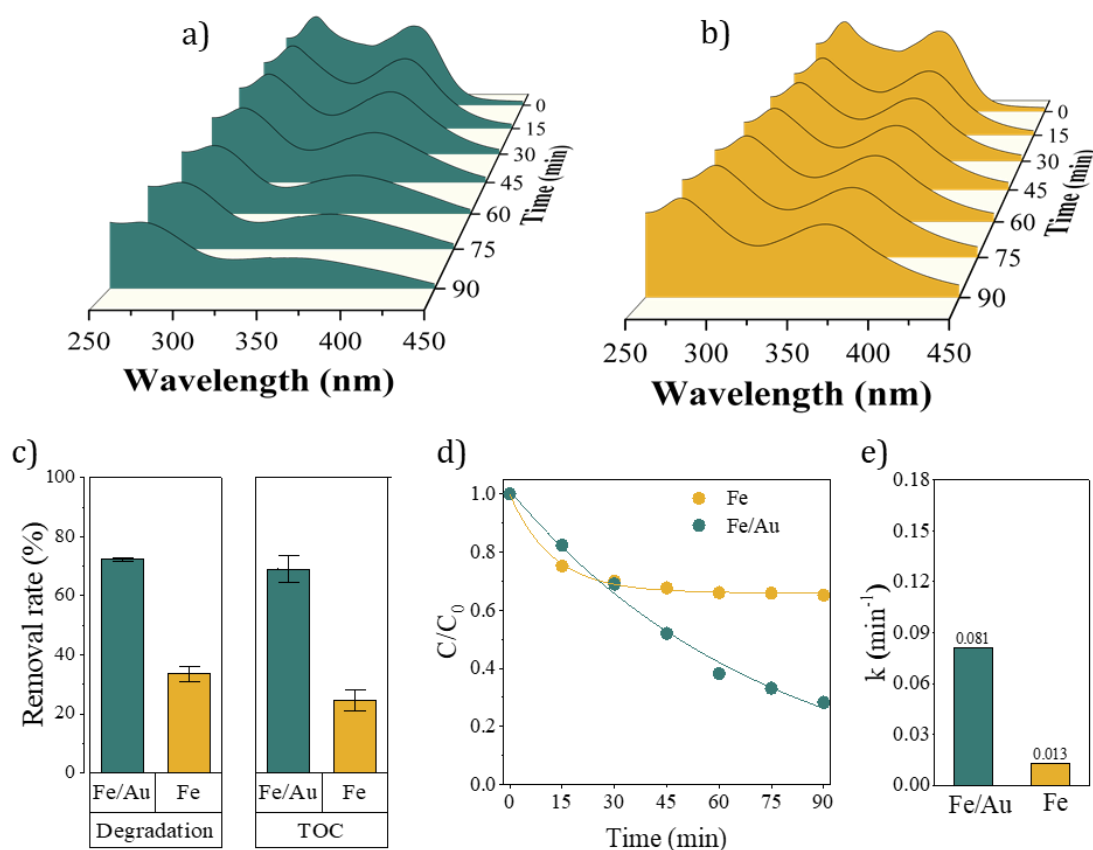 a)
0
15
30
45
60
75
90
Time (min)
250 300 350 400 450
Wavelength (nm)
b)
0
15
30
45
60
75
90
Time (min)
250 300 350 400 450
Wavelength (nm)
c)
100
80
60
40
20
0
Removal rate (%)
Fe/Au Fe Fe/Au Fe
Degradation TOC
d)
Fe
Fe/Au
1.0
0.8
0.6
0.4
0.2
0.0
C/C0
0 15 30 45 60 75 90
Time (min)
e)
0.18
0.15
0.12
0.09
0.06
0.03
0.00
k (min-1)
0.081
0.013
Fe/Au Fe